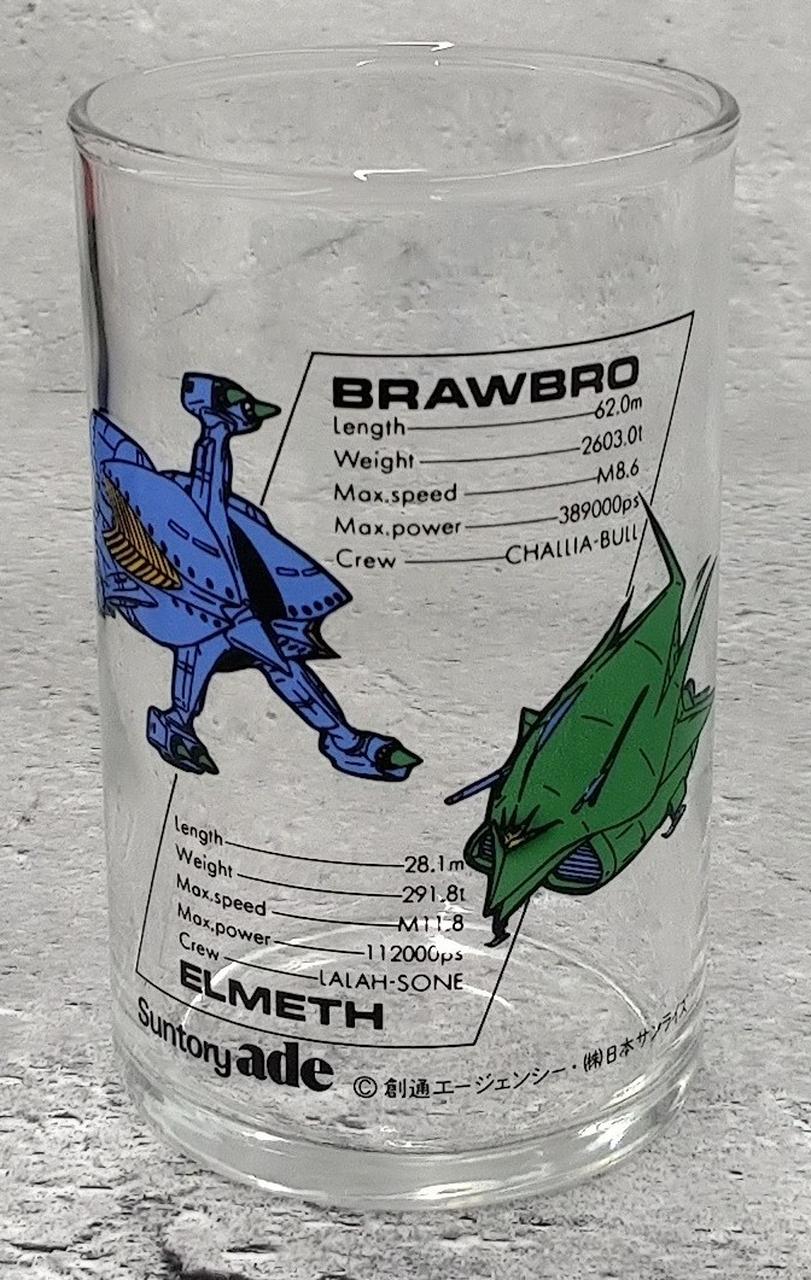 BRAWBRO
Length 62.0m
Weight 2603.0t
Max.speed M8.6
Max.power 389000ps
Crew CHALLIA-BULL
Length 28.1m
Weight 291.8t
Max.speed M11.8
Max.power 112000ps
Crew LALAH-SONE
ELMETH
Suntory ade
© 創通エージェンシー・㈱日本サンライズ